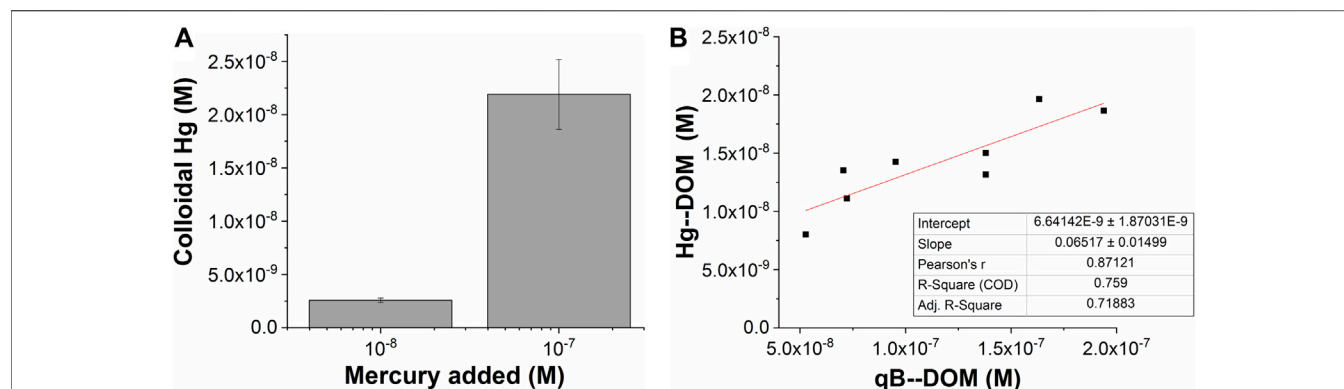 A
Colloidal Hg (M)
2.5x10⁻⁸
2.0x10⁻⁸
1.5x10⁻⁸
1.0x10⁻⁸
5.0x10⁻⁹
0.0
10⁻⁸
10⁻⁷
Mercury added (M)
B
Hg--DOM (M)
2.5x10⁻⁸
2.0x10⁻⁸
1.5x10⁻⁸
1.0x10⁻⁸
5.0x10⁻⁹
0.0
Intercept 6.64142E-9 ± 1.87031E-9
Slope 0.06517 ± 0.01499
Pearson's r 0.87121
R-Square (COD) 0.759
Adj. R-Square 0.71883
5.0x10⁻⁸
1.0x10⁻⁷
1.5x10⁻⁷
2.0x10⁻⁷
qB--DOM (M)